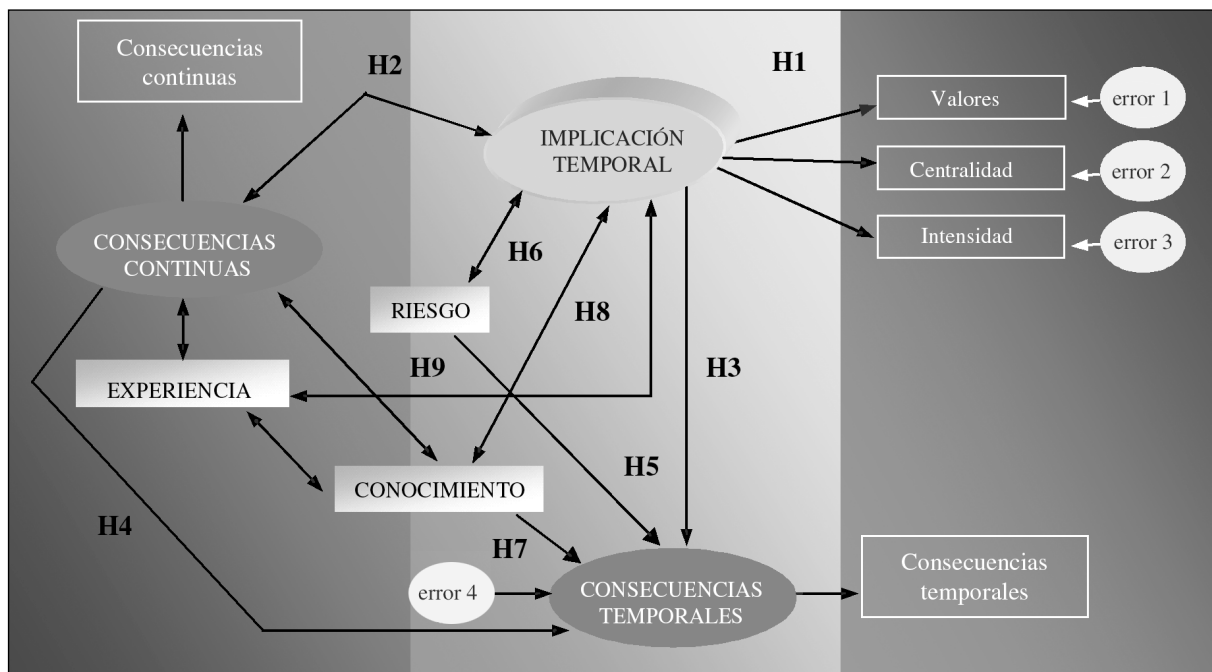 Consecuencias
continuas
H2
H1
IMPLICACIÓN
TEMPORAL
Valores
error 1
Centralidad
error 2
Intensidad
error 3
CONSECUENCIAS
CONTINUAS
H6
RIESGO
H8
H9
H3
EXPERIENCIA
CONOCIMIENTO
H5
H4
H7
error 4
CONSECUENCIAS
TEMPORALES
Consecuencias
temporales